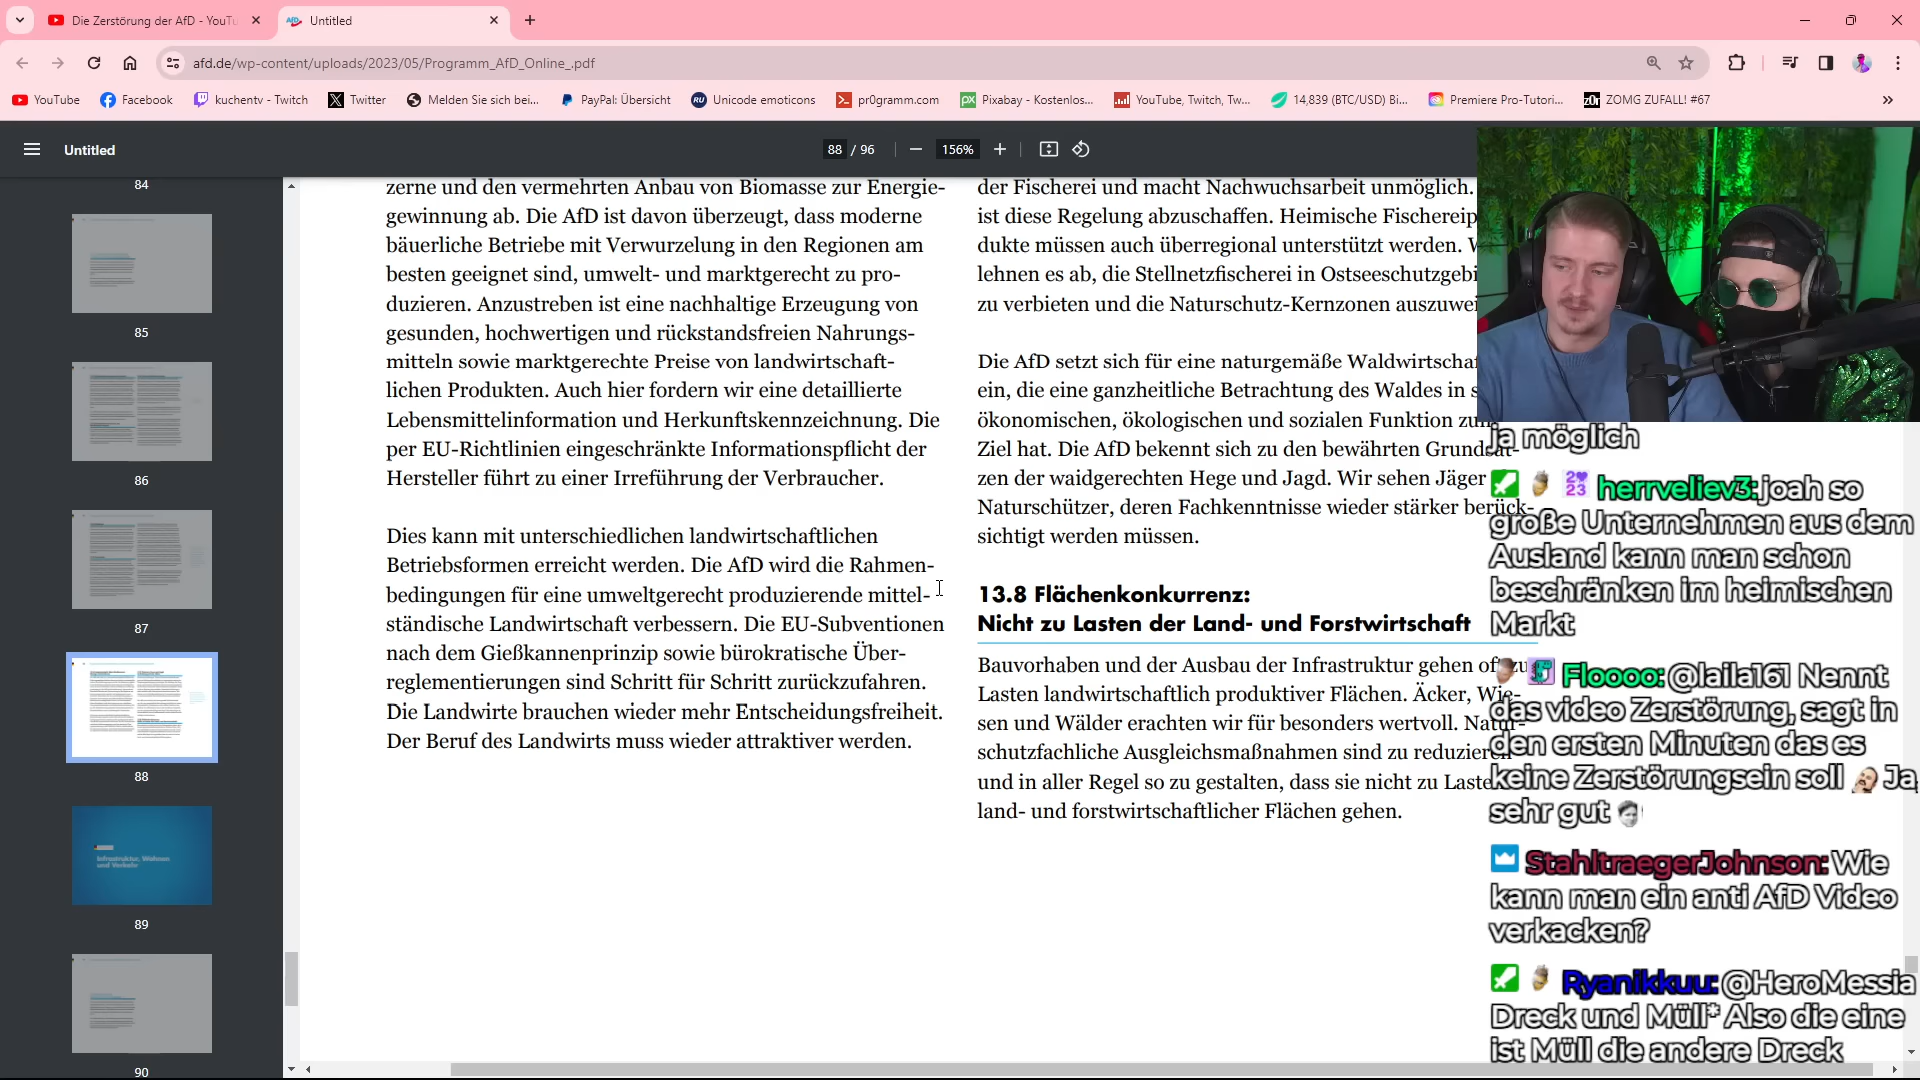 Die Zerstörung der AfD - YouTu
Untitled
afd.de/wp-content/uploads/2023/05/Programm_AfD_Online_.pdf
YouTube
Facebook
kuchentv - Twitch
Twitter
Melden Sie sich bei...
PayPal: Übersicht
Unicode emoticons
pr0gramm.com
Pixabay - Kostenlos...
YouTube, Twitch, Tw...
14,839 (BTC/USD) Bi...
Premiere Pro-Tutori...
ZOMG ZUFALL! #67
Untitled
88 / 96
156%
84
85
86
87
88
Infrastruktur, Wohnen
und Verkehr
89
90
zerne und den vermehrten Anbau von Biomasse zur Energie-
gewinnung ab. Die AfD ist davon überzeugt, dass moderne
bäuerliche Betriebe mit Verwurzelung in den Regionen am
besten geeignet sind, umwelt- und marktgerecht zu pro-
duzieren. Anzustreben ist eine nachhaltige Erzeugung von
gesunden, hochwertigen und rückstandsfreien Nahrungs-
mitteln sowie marktgerechte Preise von landwirtschaft-
lichen Produkten. Auch hier fordern wir eine detaillierte
Lebensmittelinformation und Herkunftskennzeichnung. Die
per EU-Richtlinien eingeschränkte Informationspflicht der
Hersteller führt zu einer Irreführung der Verbraucher.
Dies kann mit unterschiedlichen landwirtschaftlichen
Betriebsformen erreicht werden. Die AfD wird die Rahmen-
bedingungen für eine umweltgerecht produzierende mittel-
ständische Landwirtschaft verbessern. Die EU-Subventionen
nach dem Gießkannenprinzip sowie bürokratische Über-
reglementierungen sind Schritt für Schritt zurückzufahren.
Die Landwirte brauchen wieder mehr Entscheidungsfreiheit.
Der Beruf des Landwirts muss wieder attraktiver werden.
der Fischerei und macht Nachwuchsarbeit unmöglich.
ist diese Regelung abzuschaffen. Heimische Fischereip
dukte müssen auch überregional unterstützt werden. W
lehnen es ab, die Stellnetzfischerei in Ostseeschutzgebi
zu verbieten und die Naturschutz-Kernzonen auszuwei
Die AfD setzt sich für eine naturgemäße Waldwirtschaf
ein, die eine ganzheitliche Betrachtung des Waldes in s
ökonomischen, ökologischen und sozialen Funktion zum
Ziel hat. Die AfD bekennt sich zu den bewährten Grundsät-
zen der waidgerechten Hege und Jagd. Wir sehen Jäger
Naturschützer, deren Fachkenntnisse wieder stärker berück-
sichtigt werden müssen.
13.8 Flächenkonkurrenz:
Nicht zu Lasten der Land- und Forstwirtschaft
Bauvorhaben und der Ausbau der Infrastruktur gehen oft zu
Lasten landwirtschaftlich produktiver Flächen. Äcker, Wie-
sen und Wälder erachten wir für besonders wertvoll. Natur-
schutzfachliche Ausgleichsmaßnahmen sind zu reduzieren
und in aller Regel so zu gestalten, dass sie nicht zu Lasten
land- und forstwirtschaftlicher Flächen gehen.
ja möglich
herrveliev3: joah so
große Unternehmen aus dem
Ausland kann man schon
beschränken im heimischen
Markt
Floooo: @laila161 Nennt
das video Zerstörung, sagt in
den ersten Minuten das es
keine Zerstörungsein soll Ja,
sehr gut
StahltraegerJohnson: Wie
kann man ein anti AfD Video
verkacken?
Ryanikkuu: @HeroMessia
Dreck und Müll* Also die eine
ist Müll die andere Dreck